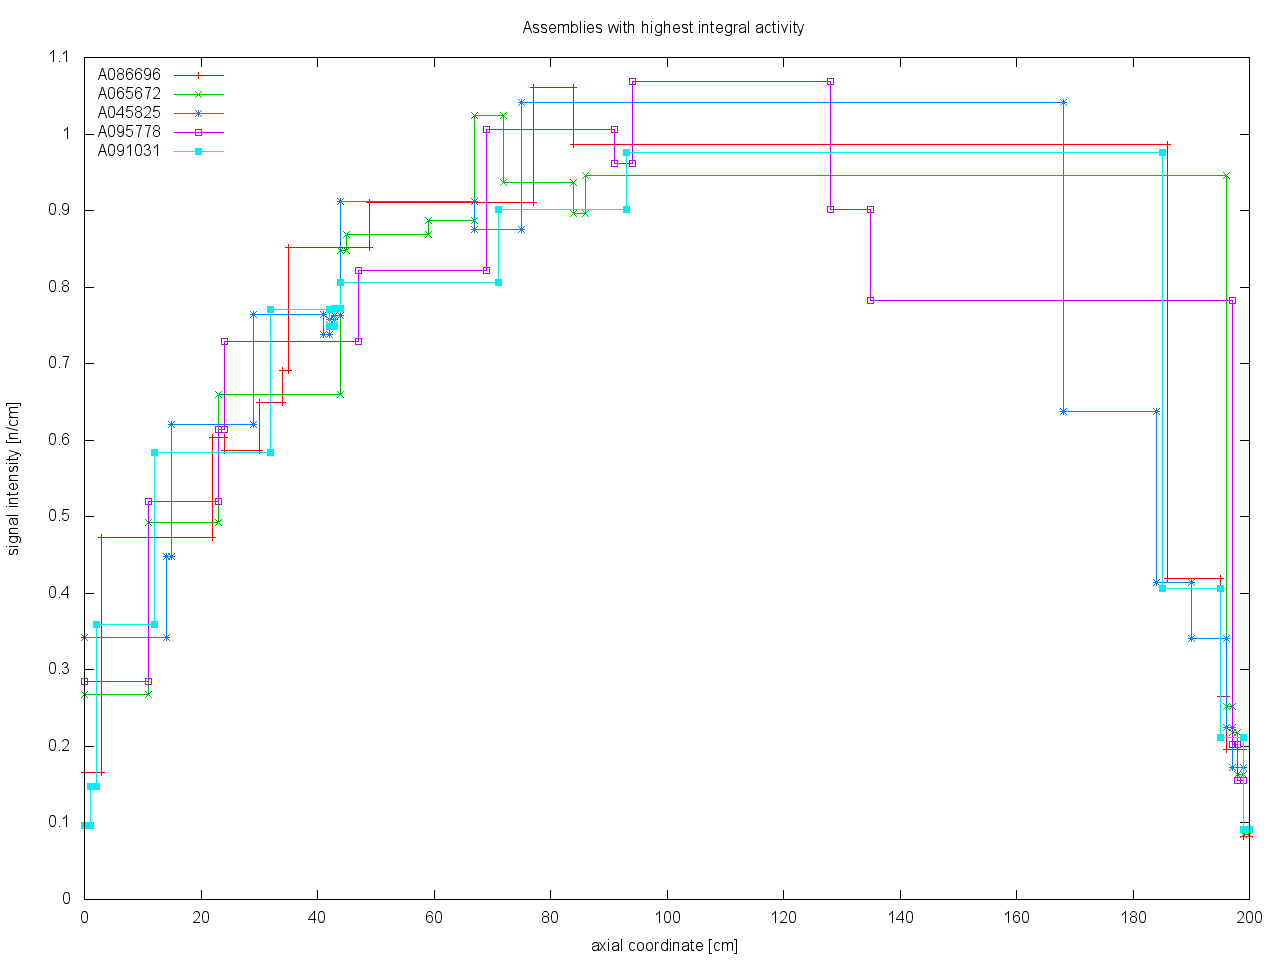 Assemblies with highest integral activity
1.1
1
0.9
0.8
0.7
0.6
0.5
0.4
0.3
0.2
0.1
0
signal intensity [n/cm]
A086696
A065672
A045825
A095778
A091031
0 20 40 60 80 100 120 140 160 180 200
axial coordinate [cm]